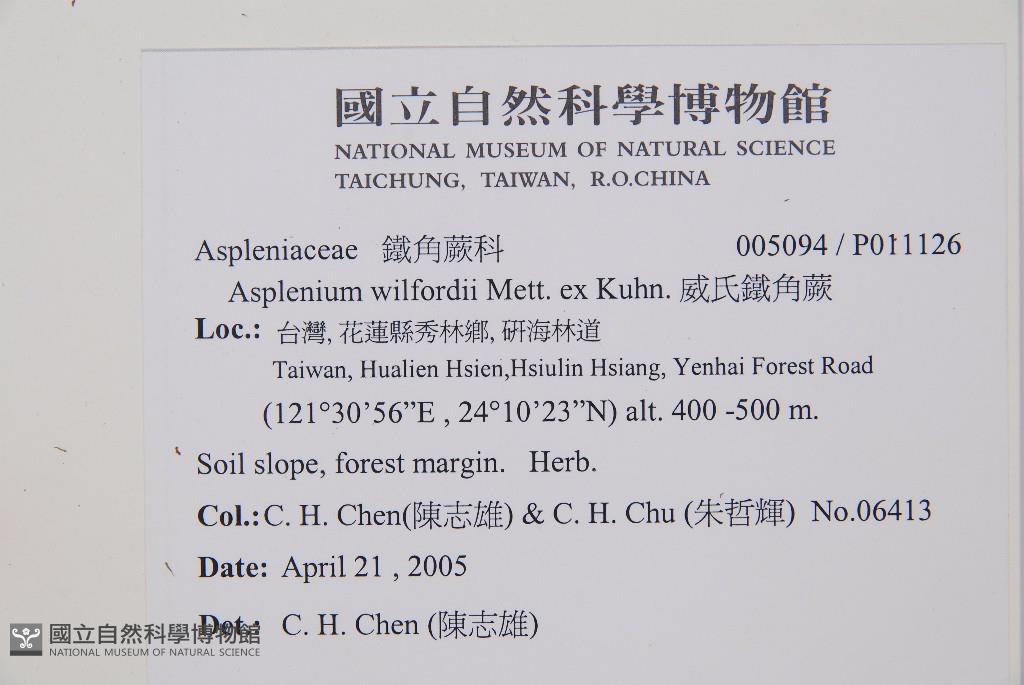 國立自然科學博物館
NATIONAL MUSEUM OF NATURAL SCIENCE
TAICHUNG, TAIWAN, R.O.CHINA
Aspleniaceae 鐵角蕨科 005094 / P011126
Asplenium wilfordii Mett. ex Kuhn. 威氏鐵角蕨
Loc.: 台灣, 花蓮縣秀林鄉, 研海林道
Taiwan, Hualien Hsien,Hsiulin Hsiang, Yenhai Forest Road
(121°30’56”E , 24°10’23”N) alt. 400 -500 m.
Soil slope, forest margin. Herb.
Col.: C. H. Chen(陳志雄) & C. H. Chu (朱哲輝) No.06413
Date: April 21 , 2005
Det.: C. H. Chen (陳志雄)
國立自然科學博物館
NATIONAL MUSEUM OF NATURAL SCIENCE